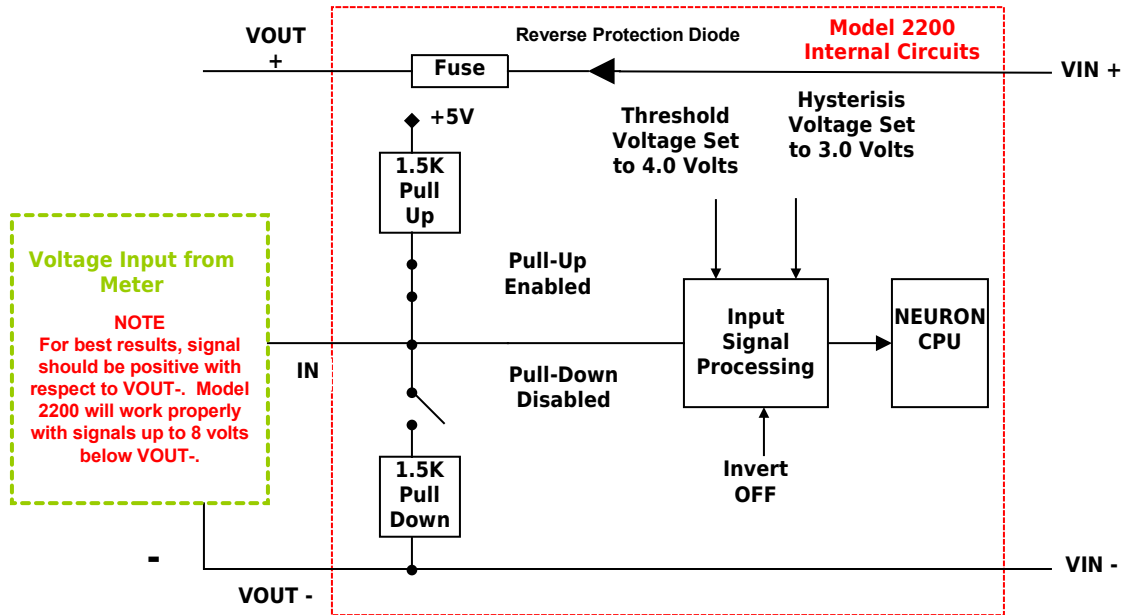 VOUT
+
Reverse Protection Diode
Model 2200
Internal Circuits
Fuse
VIN +
+5V
Threshold
Voltage Set
to 4.0 Volts
Hysterisis
Voltage Set
to 3.0 Volts
1.5K
Pull
Up
Voltage Input from
Meter
NOTE
For best results, signal
should be positive with
respect to VOUT-. Model
2200 will work properly
with signals up to 8 volts
below VOUT-.
Pull-Up
Enabled
IN
Pull-Down
Disabled
Input
Signal
Processing
NEURON
CPU
1.5K
Pull
Down
Invert
OFF
-
VOUT -
VIN -